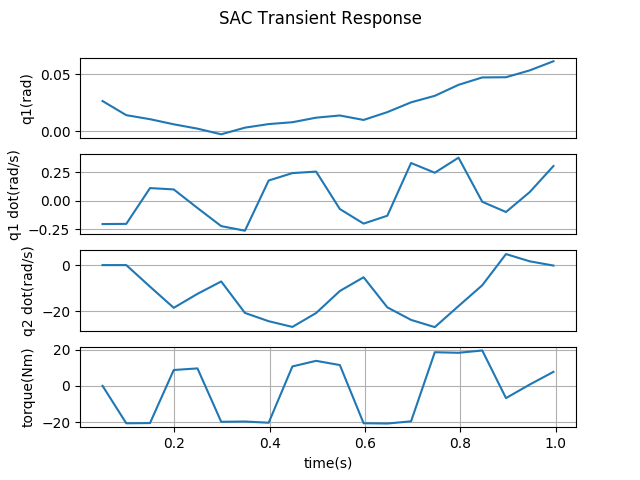 SAC Transient Response
q1(rad)
0.05
0.00
q1 dot(rad/s)
0.25
0.00
−0.25
q2 dot(rad/s)
0
−20
torque(Nm)
20
0
−20
0.2 0.4 0.6 0.8 1.0
time(s)